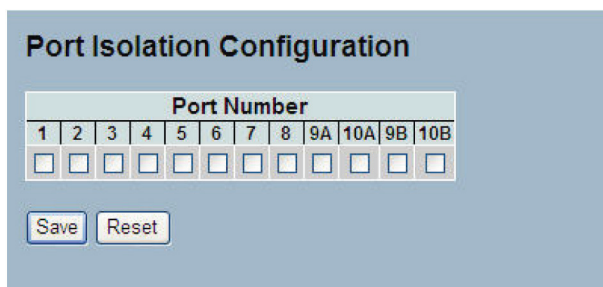 Port Isolation Configuration
Port Number
1 2 3 4 5 6 7 8 9A 10A 9B 10B
Save Reset